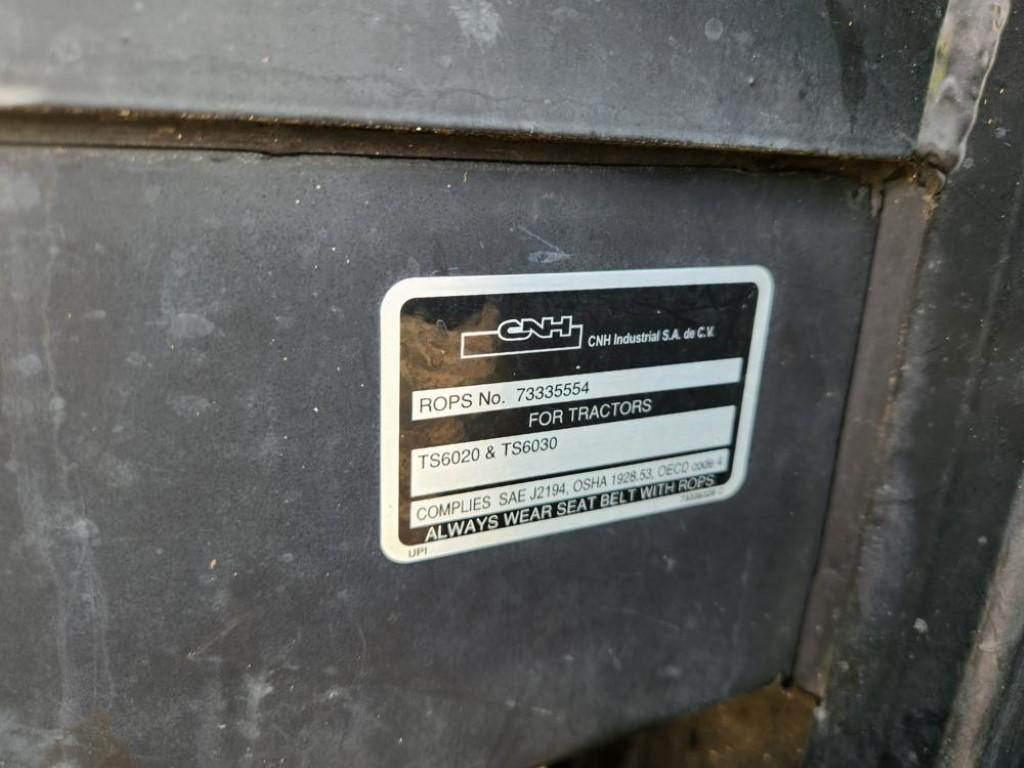 CNH CNH Industrial S.A. de C.V.
ROPS No. 73335554
FOR TRACTORS
TS6020 & TS6030
COMPLIES SAE J2194, OSHA 1928.53, OECD code 4
ALWAYS WEAR SEAT BELT WITH ROPS
UPI